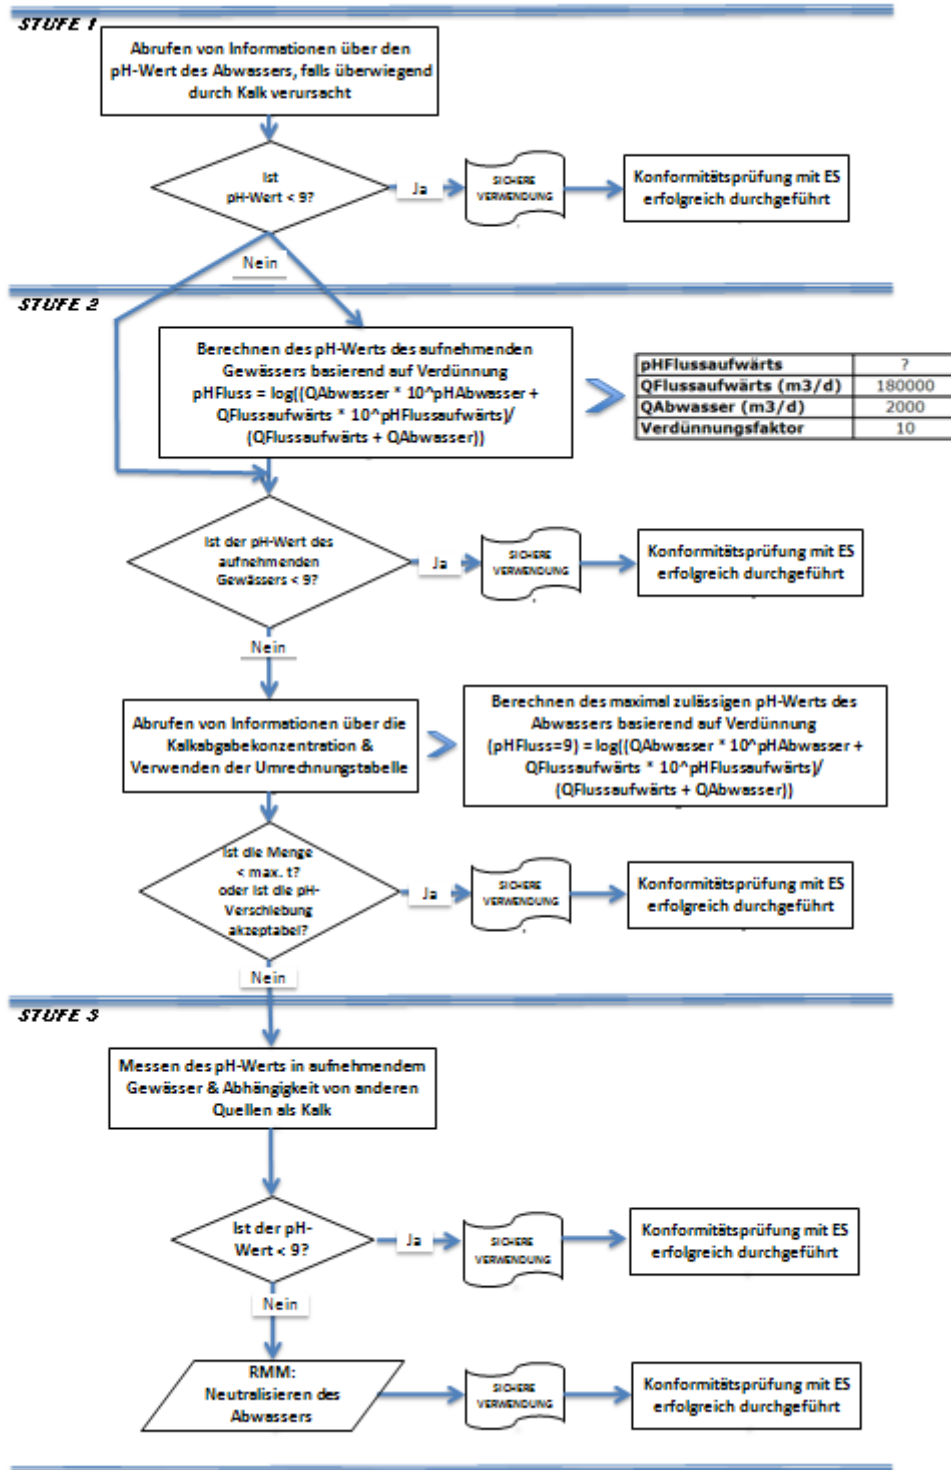 STUFE 1
Abrufen von Informationen über den
pH-Wert des Abwassers, falls überwiegend
durch Kalk verursacht
Ist
pH-Wert < 9?
Ja
SICHERE
VERWENDUNG
Konformitätsprüfung mit ES
erfolgreich durchgeführt
Nein
STUFE 2
Berechnen des pH-Werts des aufnehmenden
Gewässers basierend auf Verdünnung
pHFluss = log((QAbwasser * 10^pHAbwasser +
QFlussaufwärts * 10^pHFlussaufwärts)/
(QFlussaufwärts + QAbwasser))
pHFlussaufwärts ?
QFlussaufwärts (m3/d) 180000
QAbwasser (m3/d) 2000
Verdünnungsfaktor 10
Ist der pH-Wert des
aufnehmenden
Gewässers < 9?
Ja
SICHERE
VERWENDUNG
Konformitätsprüfung mit ES
erfolgreich durchgeführt
Nein
Abrufen von Informationen über die
Kalkabgabekonzentration &
Verwenden der Umrechnungstabelle
Berechnen des maximal zulässigen pH-Werts des
Abwassers basierend auf Verdünnung
(pHFluss=9) = log((QAbwasser * 10^pHAbwasser +
QFlussaufwärts * 10^pHFlussaufwärts)/
(QFlussaufwärts + QAbwasser))
Ist die Menge
< max. t?
oder ist die pH-
Verschiebung
akzeptabel?
Ja
SICHERE
VERWENDUNG
Konformitätsprüfung mit ES
erfolgreich durchgeführt
Nein
STUFE 3
Messen des pH-Werts in aufnehmendem
Gewässer & Abhängigkeit von anderen
Quellen als Kalk
Ist der pH-
Wert < 9?
Ja
SICHERE
VERWENDUNG
Konformitätsprüfung mit ES
erfolgreich durchgeführt
Nein
RMM:
Neutralisieren des
Abwassers
SICHERE
VERWENDUNG
Konformitätsprüfung mit ES
erfolgreich durchgeführt